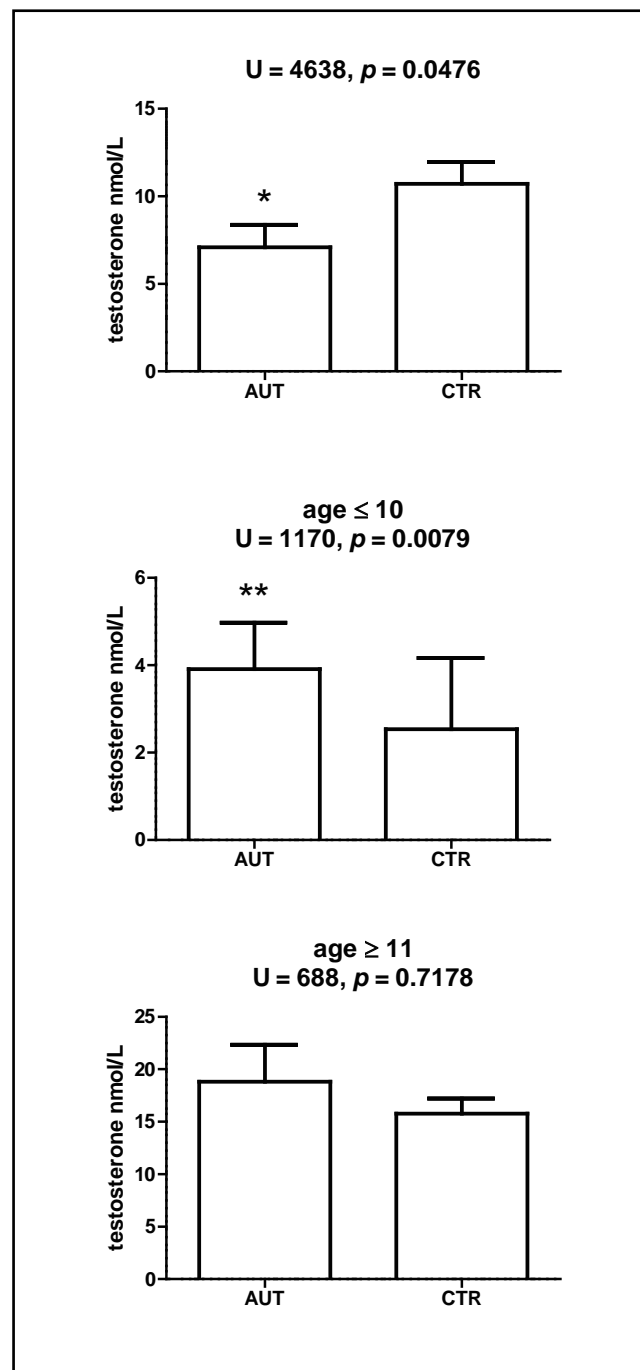 U = 4638, p = 0.0476
15
10
5
0
testosterone nmol/L
*
AUT CTR
age ≤ 10
U = 1170, p = 0.0079
6
4
2
0
testosterone nmol/L
**
AUT CTR
age ≥ 11
U = 688, p = 0.7178
25
20
15
10
5
0
testosterone nmol/L
AUT CTR